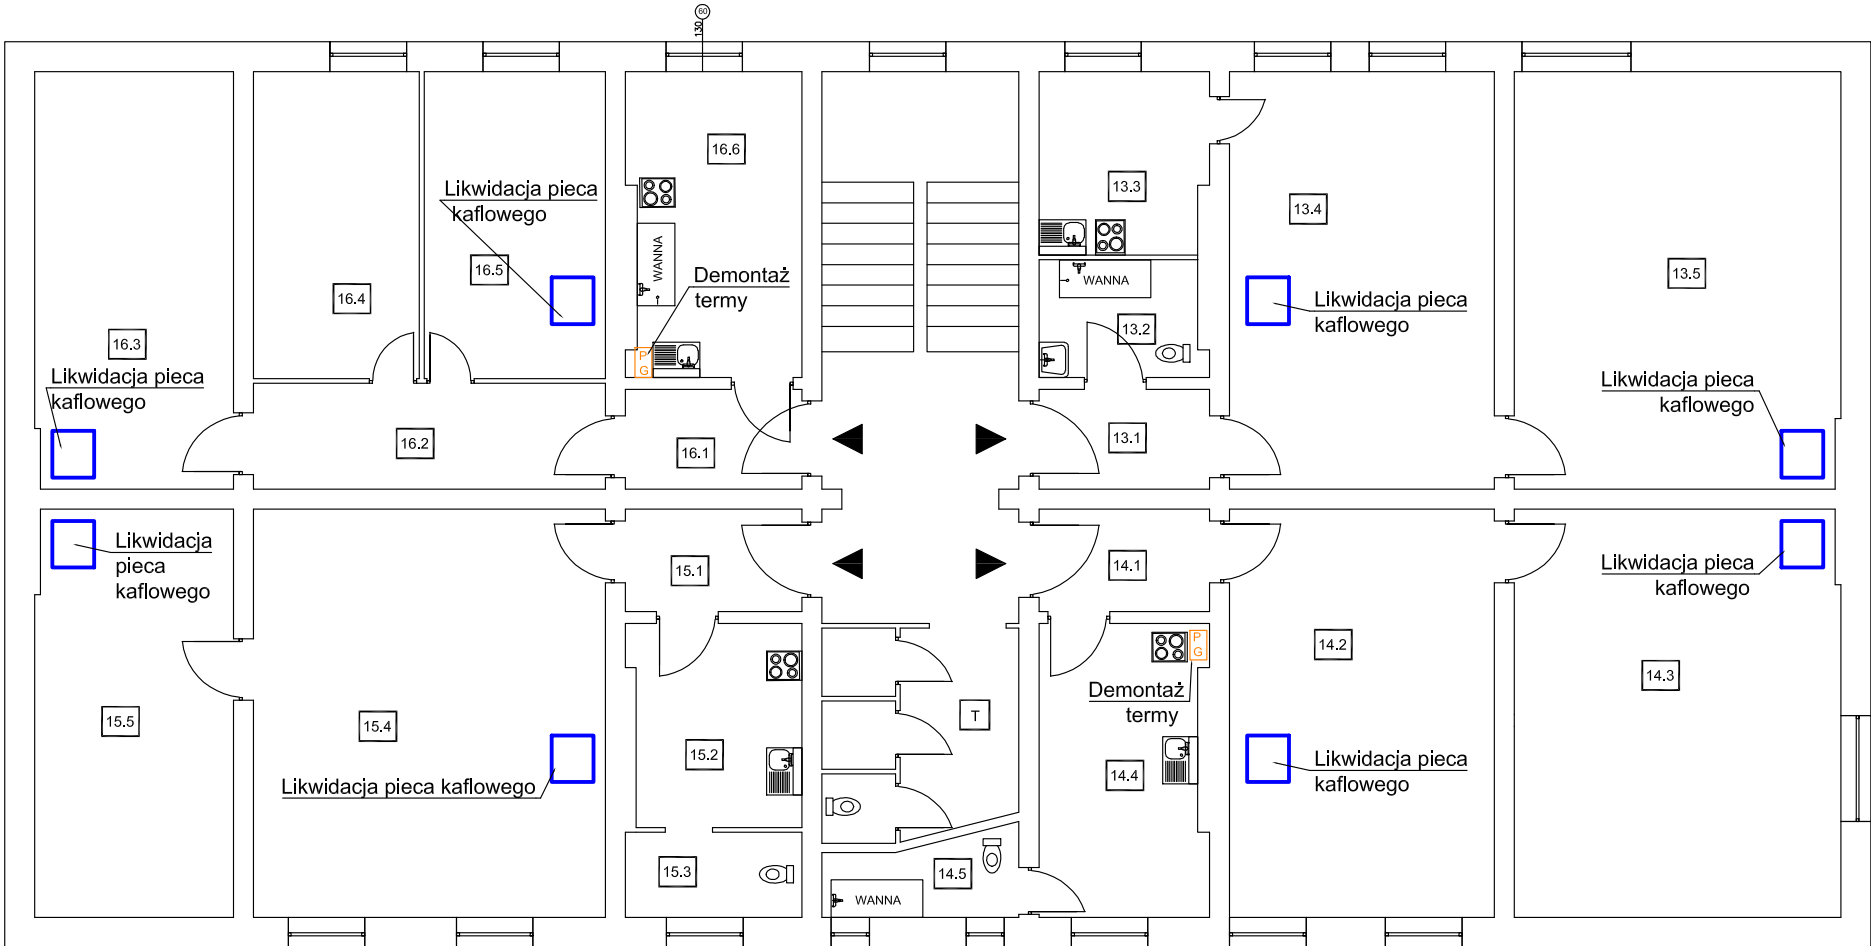 60
130
16.6
Likwidacja pieca
kaflowego
13.3
13.4
WANNA
16.5
Demontaż
termy
WANNA
13.5
16.4
Likwidacja pieca
kaflowego
13.2
16.3
P
G
Likwidacja pieca
kaflowego
Likwidacja pieca
kaflowego
16.2
16.1
13.1
Likwidacja
pieca
kaflowego
15.1
14.1
Likwidacja pieca
kaflowego
P
G
14.2
14.3
Demontaż
termy
15.5
15.4
T
15.2
14.4
Likwidacja pieca
kaflowego
Likwidacja pieca kaflowego
15.3
14.5
WANNA